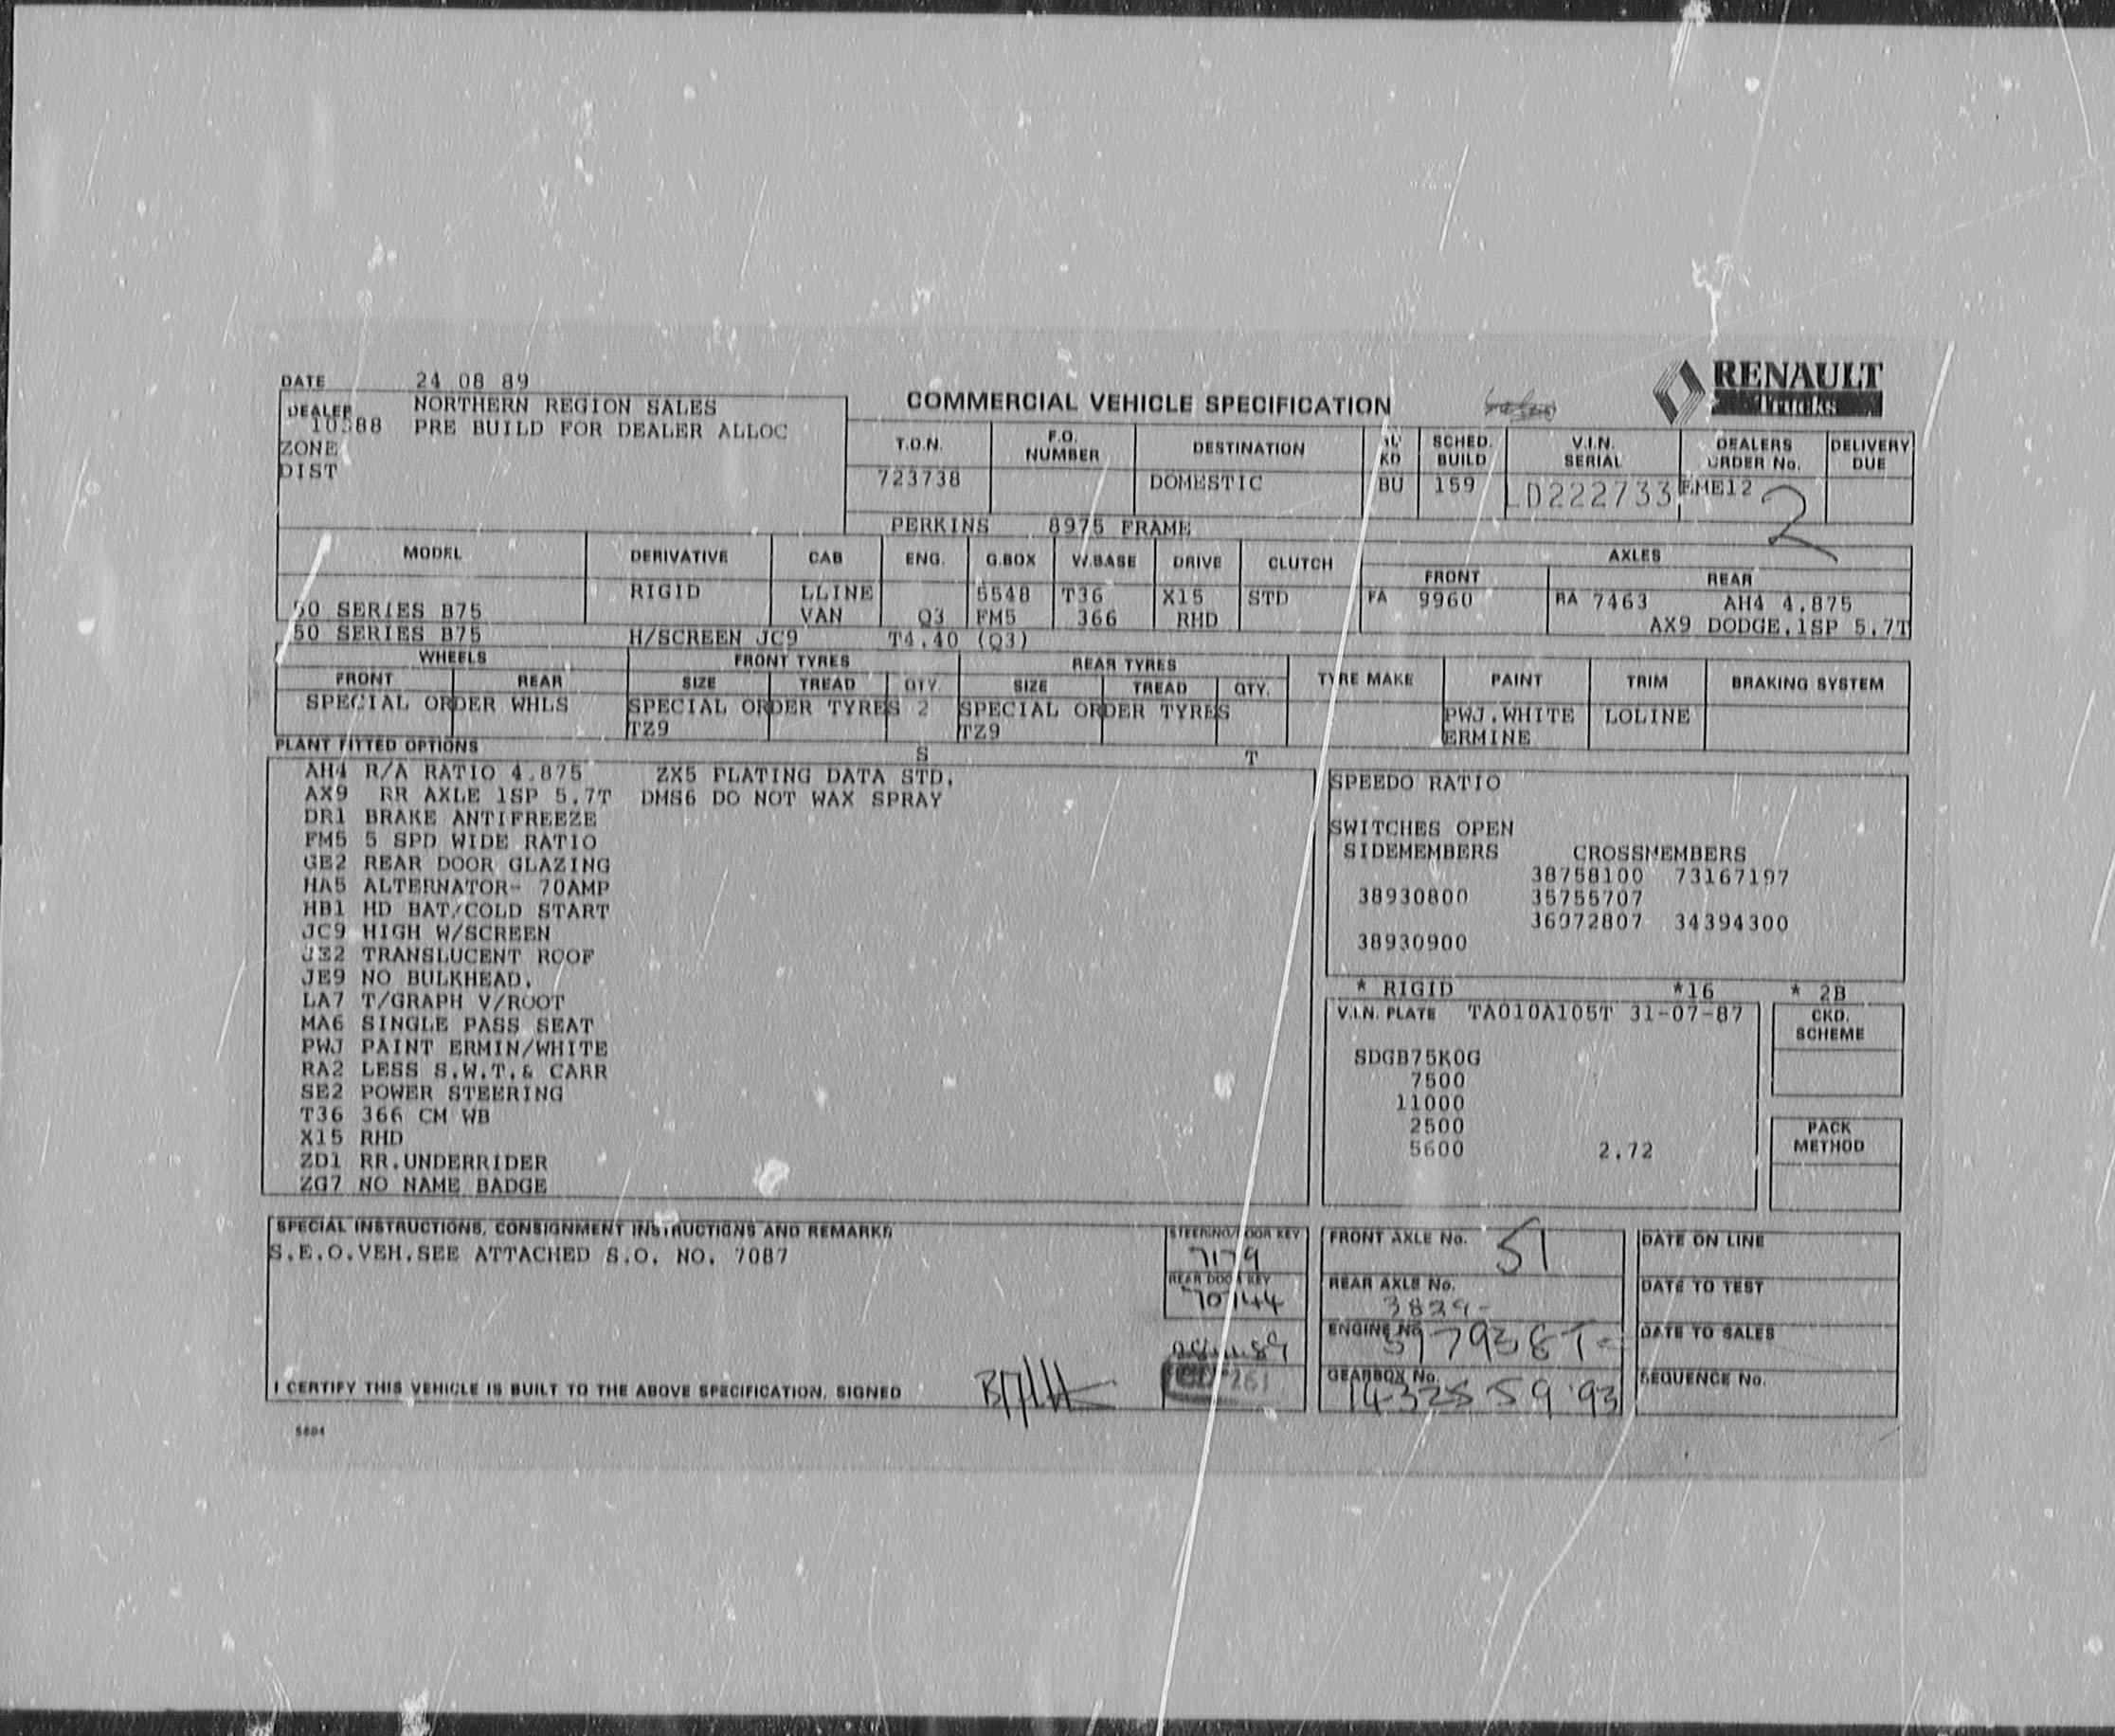 DATE 24 08 89
RENAULT
Trucks
DEALER NORTHERN REGION SALES
10388 PRE BUILD FOR DEALER ALLOC
ZONE
DIST
COMMERCIAL VEHICLE SPECIFICATION
T.O.N. F.O. NUMBER DESTINATION KD SCHED. BUILD V.I.N. SERIAL DEALERS ORDER No. DELIVERY DUE
723738 DOMESTIC BU 159 LD222733 EME12 2
PERKINS 8975 FRAME
MODEL DERIVATIVE CAB ENG. G.BOX W.BASE DRIVE CLUTCH AXLES
FRONT REAR
RIGID LLINE 5548 T36 X15 STD FA 9960 RA 7463 AH4 4.875
50 SERIES B75 VAN Q3 FM5 366 RHD AX9 DODGE.1SP 5.7T
50 SERIES B75 H/SCREEN JC9 T4.40 (Q3)
WHEELS FRONT TYRES REAR TYRES TYRE MAKE PAINT TRIM BRAKING SYSTEM
FRONT REAR SIZE TREAD QTY. SIZE TREAD QTY.
SPECIAL ORDER WHLS SPECIAL ORDER TYRES 2 SPECIAL ORDER TYRES PWJ.WHITE LOLINE
TZ9 TZ9 ERMINE
PLANT FITTED OPTIONS S T
AH4 R/A RATIO 4.875 ZX5 PLATING DATA STD.
AX9 RR AXLE 1SP 5.7T DMS6 DO NOT WAX SPRAY
DR1 BRAKE ANTIFREEZE
FM5 5 SPD WIDE RATIO
GE2 REAR DOOR GLAZING
HA5 ALTERNATOR- 70AMP
HB1 HD BAT/COLD START
JC9 HIGH W/SCREEN
JE2 TRANSLUCENT ROOF
JE9 NO BULKHEAD.
LA7 T/GRAPH V/ROOT
MA6 SINGLE PASS SEAT
PWJ PAINT ERMIN/WHITE
RA2 LESS S.W.T.& CARR
SE2 POWER STEERING
T36 366 CM WB
X15 RHD
ZD1 RR.UNDERRIDER
ZG7 NO NAME BADGE
SPEEDO RATIO
SWITCHES OPEN
SIDEMEMBERS CROSSMEMBERS
38758100 73167197
38930800 35755707
36972807 34394300
38930900
* RIGID *16 * 2B
V.I.N. PLATE TA010A105T 31-07-87
CKD. SCHEME
SDGB75K0G
7500
11000
2500
5600 2.72
PACK METHOD
SPECIAL INSTRUCTIONS, CONSIGNMENT INSTRUCTIONS AND REMARKS
S.E.O.VEH.SEE ATTACHED S.O. NO. 7087
STEERING/DOOR KEY
7179
REAR DOOR KEY
70744
FRONT AXLE No. 51
REAR AXLE No.
3829-
ENGINE No.
GEARBOX No.
DATE ON LINE
DATE TO TEST
DATE TO SALES
SEQUENCE No.
I CERTIFY THIS VEHICLE IS BUILT TO THE ABOVE SPECIFICATION. SIGNED
5804